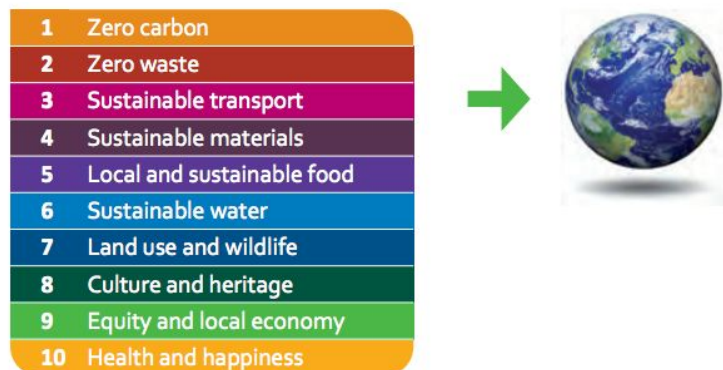 1 Zero carbon
2 Zero waste
3 Sustainable transport
4 Sustainable materials
5 Local and sustainable food
6 Sustainable water
7 Land use and wildlife
8 Culture and heritage
9 Equity and local economy
10 Health and happiness